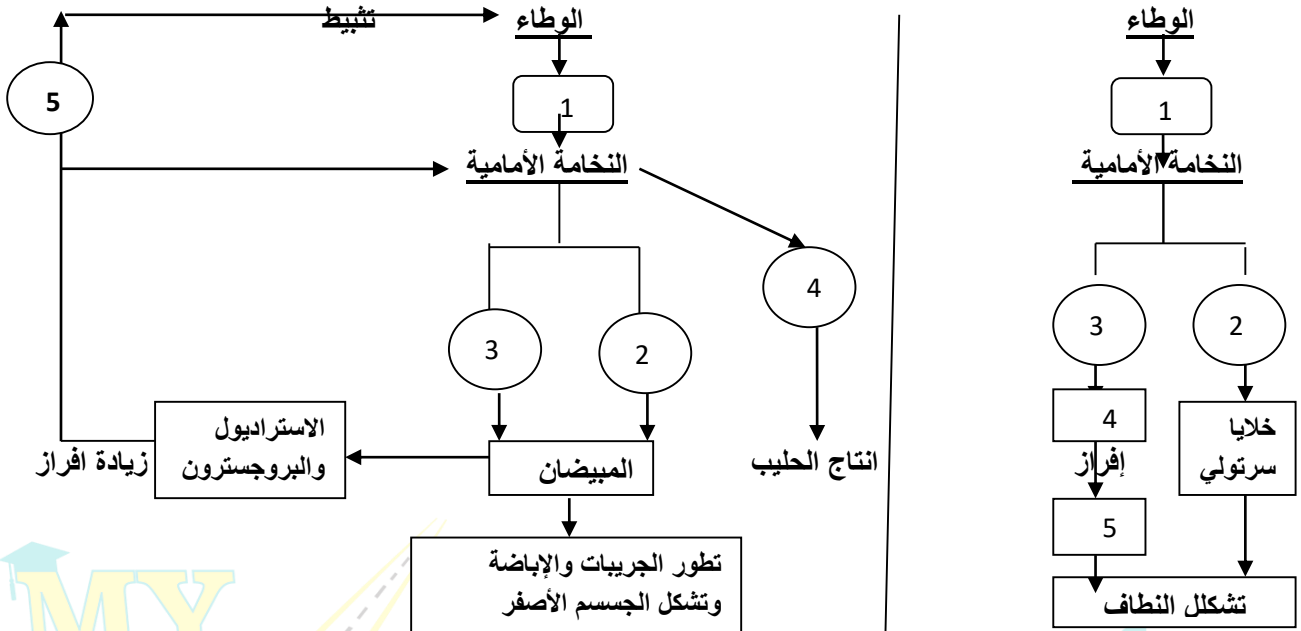 الوطاء
تثبيط
الوطاء
5
1
1
النخامة الأمامية
النخامة الأمامية
4
3
2
3
2
الاستراديول
والبروجسترون
زيادة افراز
المبيضان
انتاج الحليب
4
إفراز
خلايا
سرتولي
5
تطور الجريبات والإباضة
وتشكل الجسسم الأصفر
تشكلل النطاف
MY